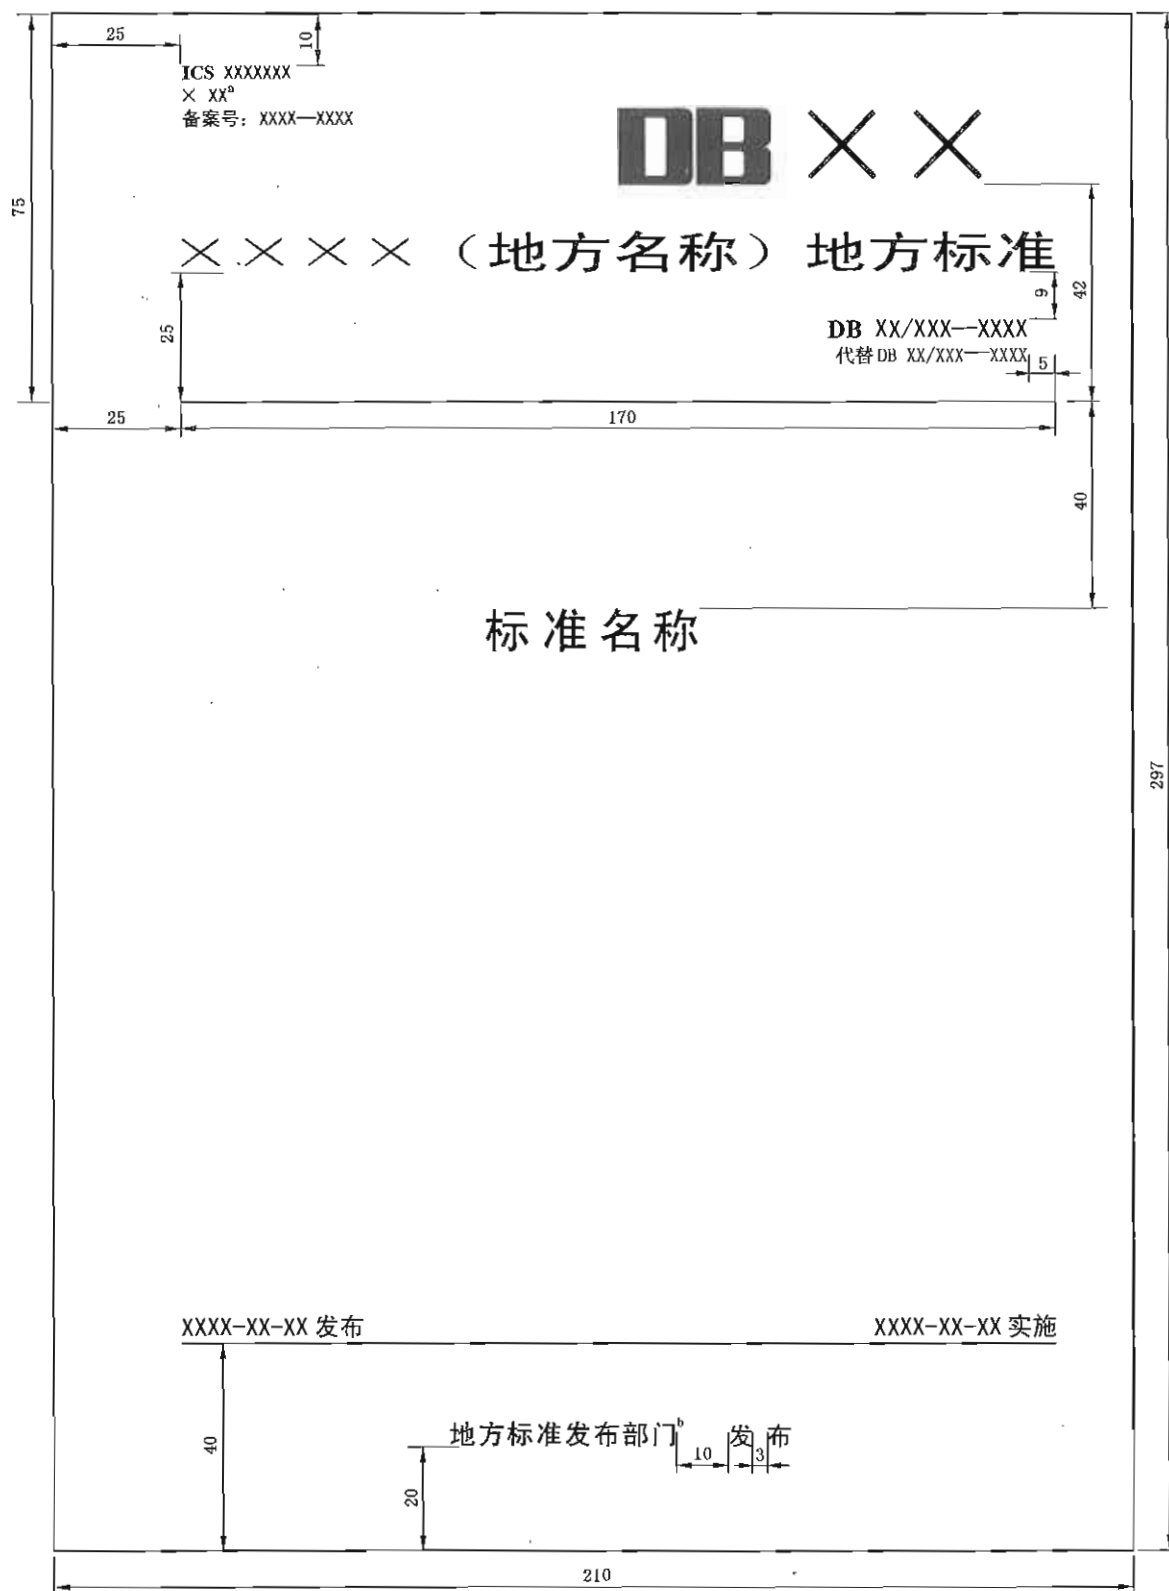 25
10
ICS XXXXXXX
× XXᵃ
备案号：XXXX—XXXX
DB××
75
××××（地方名称）地方标准
25
9
42
DB XX/XXX--XXXX
代替DB XX/XXX—XXXX
5
25
170
40
标准名称
297
XXXX-XX-XX 发布
XXXX-XX-XX 实施
40
地方标准发布部门ᵇ 发布
10
3
20
210